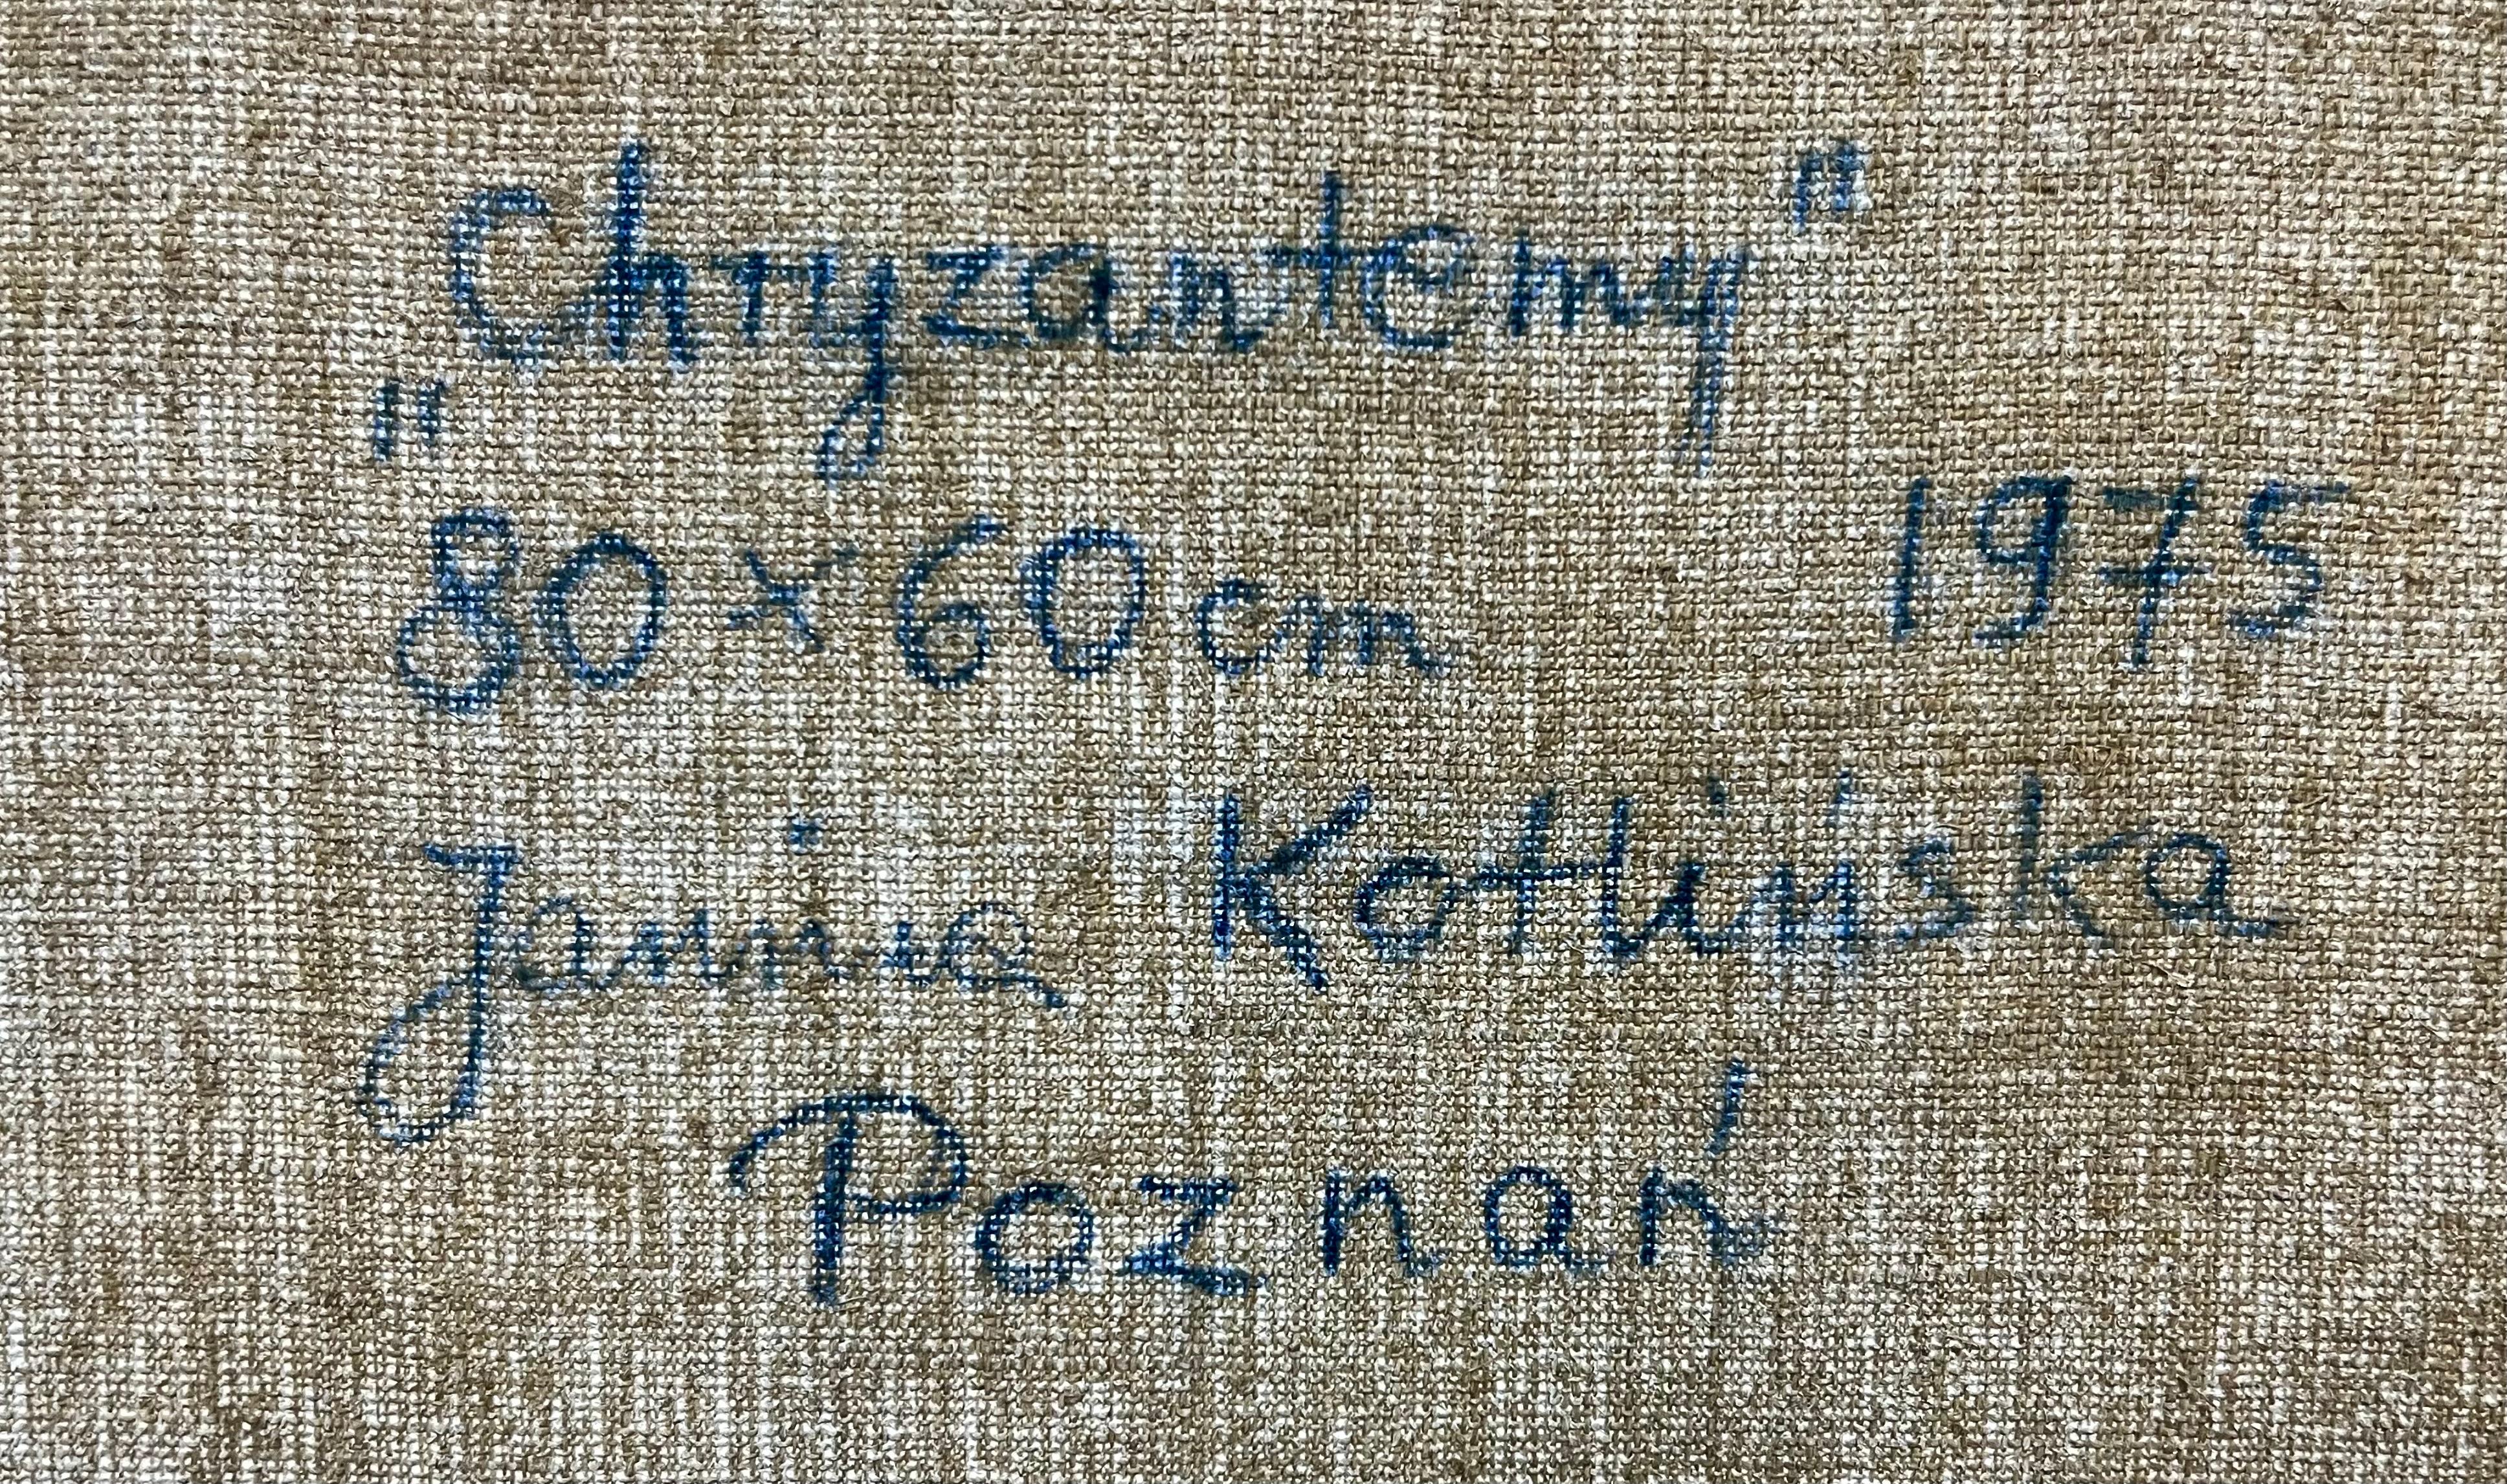 „Chryzantemy"
80 x 60 cm 1975
Janina Kotlińska
Poznań